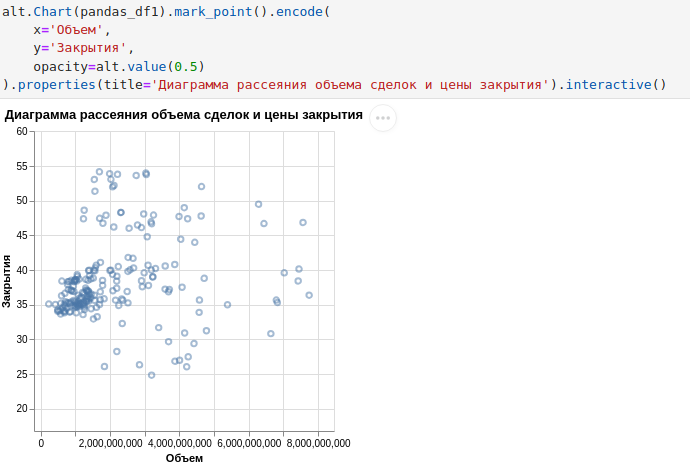 alt.Chart(pandas_df1).mark_point().encode(
x='Объем',
y='Закрытия',
opacity=alt.value(0.5)
).properties(title='Диаграмма рассеяния объема сделок и цены закрытия').interactive()
Диаграмма рассеяния объема сделок и цены закрытия
60
55
50
45
40
35
30
25
20
Закрытия
0 2,000,000,000 4,000,000,000 6,000,000,000 8,000,000,000
Объем